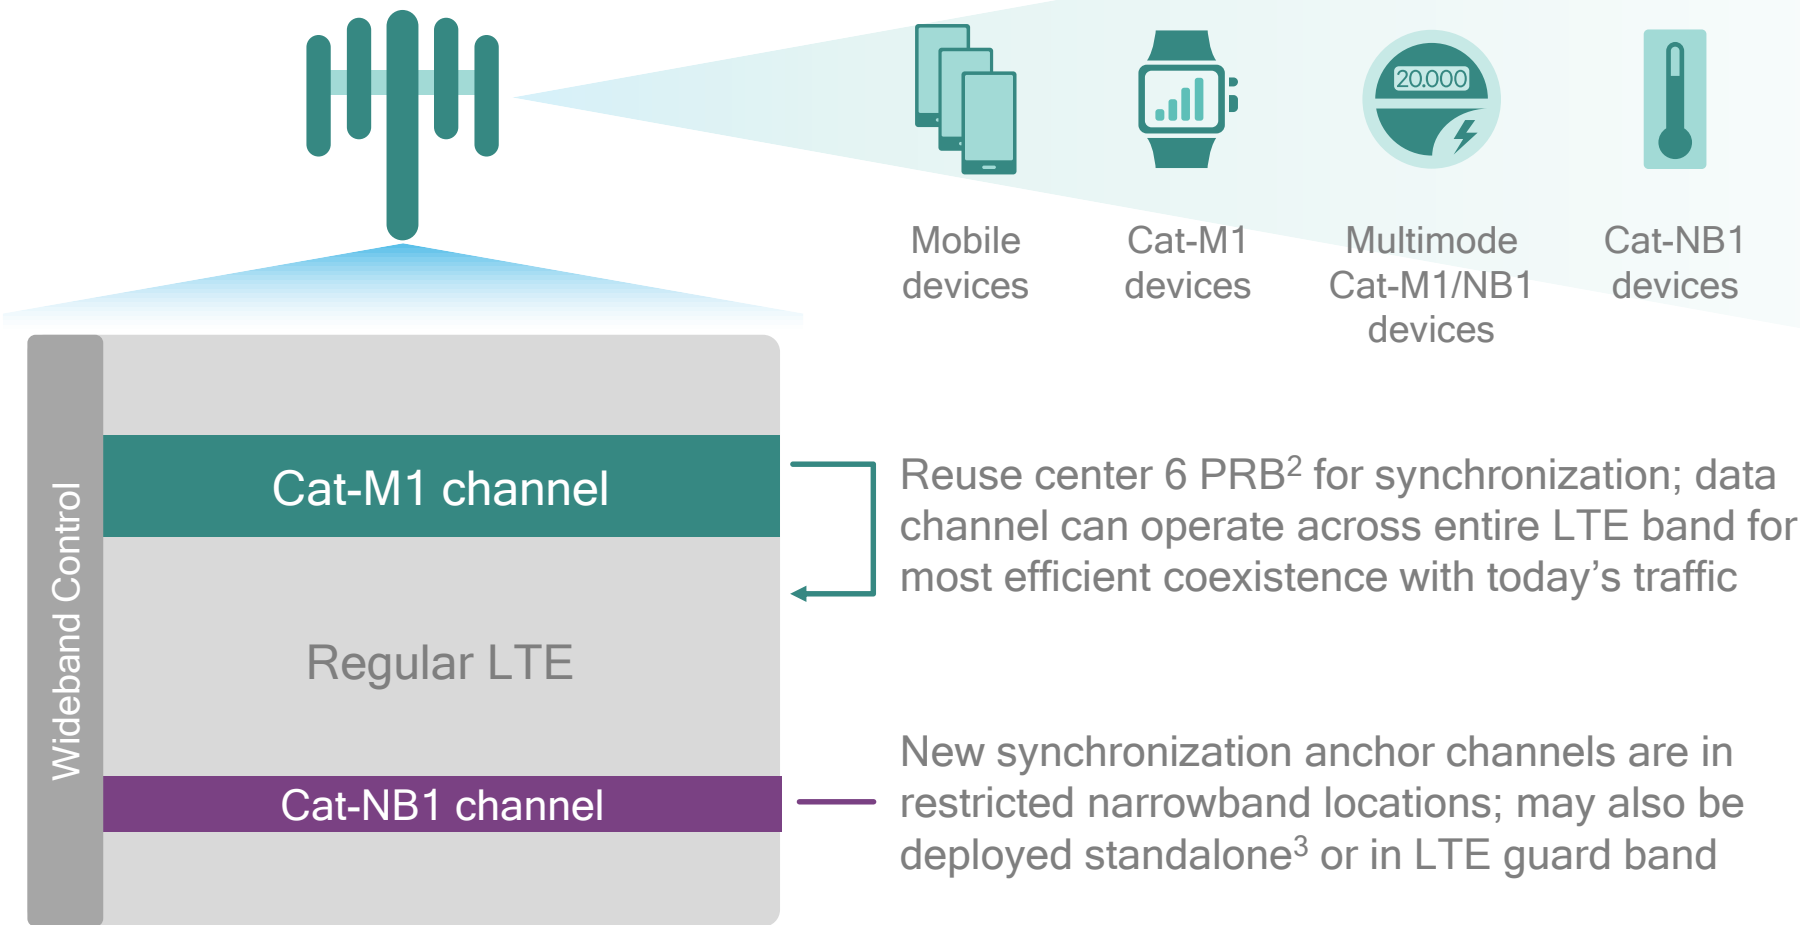 20.000
Mobile
devices
Cat-M1
devices
Multimode
Cat-M1/NB1
devices
Cat-NB1
devices
Wideband Control
Cat-M1 channel
Regular LTE
Cat-NB1 channel
Reuse center 6 PRB² for synchronization; data
channel can operate across entire LTE band for
most efficient coexistence with today’s traffic
New synchronization anchor channels are in
restricted narrowband locations; may also be
deployed standalone³ or in LTE guard band